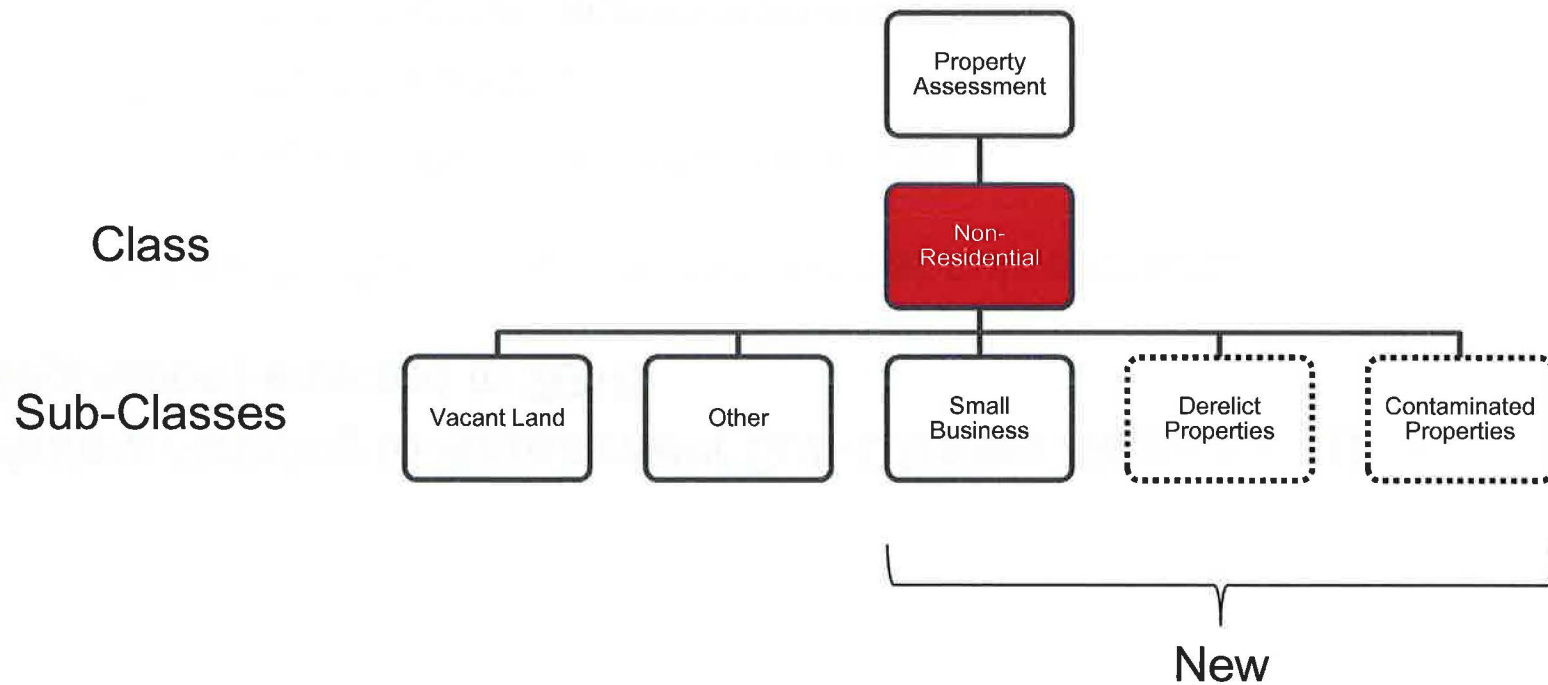 Property
Assessment
Class
Non-
Residential
Sub-Classes
Vacant Land
Other
Small
Business
Derelict
Properties
Contaminated
Properties
New